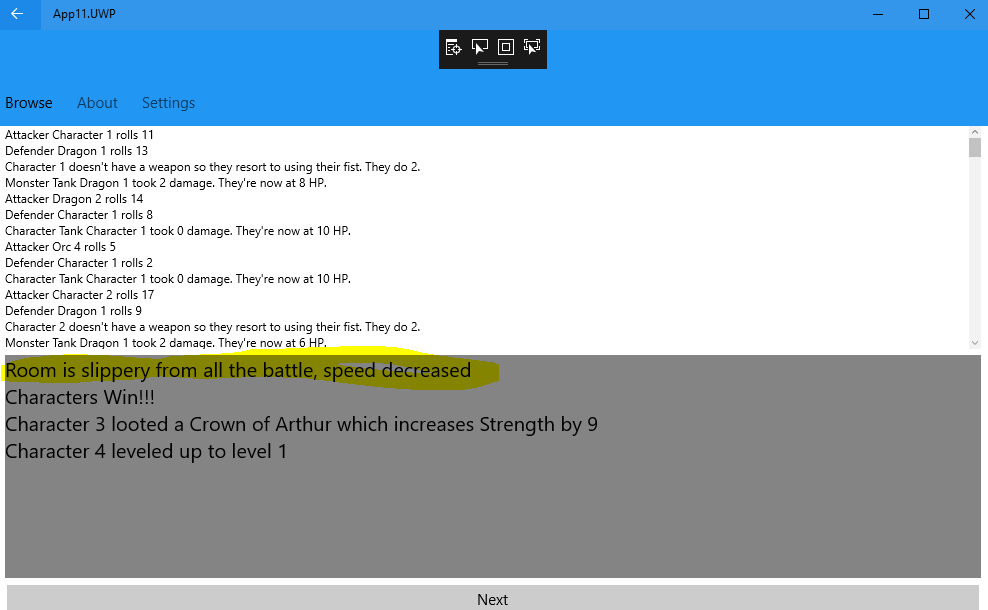 App11.UWP
Browse About Settings
Attacker Character 1 rolls 11
Defender Dragon 1 rolls 13
Character 1 doesn't have a weapon so they resort to using their fist. They do 2.
Monster Tank Dragon 1 took 2 damage. They're now at 8 HP.
Attacker Dragon 2 rolls 14
Defender Character 1 rolls 8
Character Tank Character 1 took 0 damage. They're now at 10 HP.
Attacker Orc 4 rolls 5
Defender Character 1 rolls 2
Character Tank Character 1 took 0 damage. They're now at 10 HP.
Attacker Character 2 rolls 17
Defender Dragon 1 rolls 9
Character 2 doesn't have a weapon so they resort to using their fist. They do 2.
Monster Tank Dragon 1 took 2 damage. They're now at 6 HP.
Room is slippery from all the battle, speed decreased
Characters Win!!!
Character 3 looted a Crown of Arthur which increases Strength by 9
Character 4 leveled up to level 1
Next